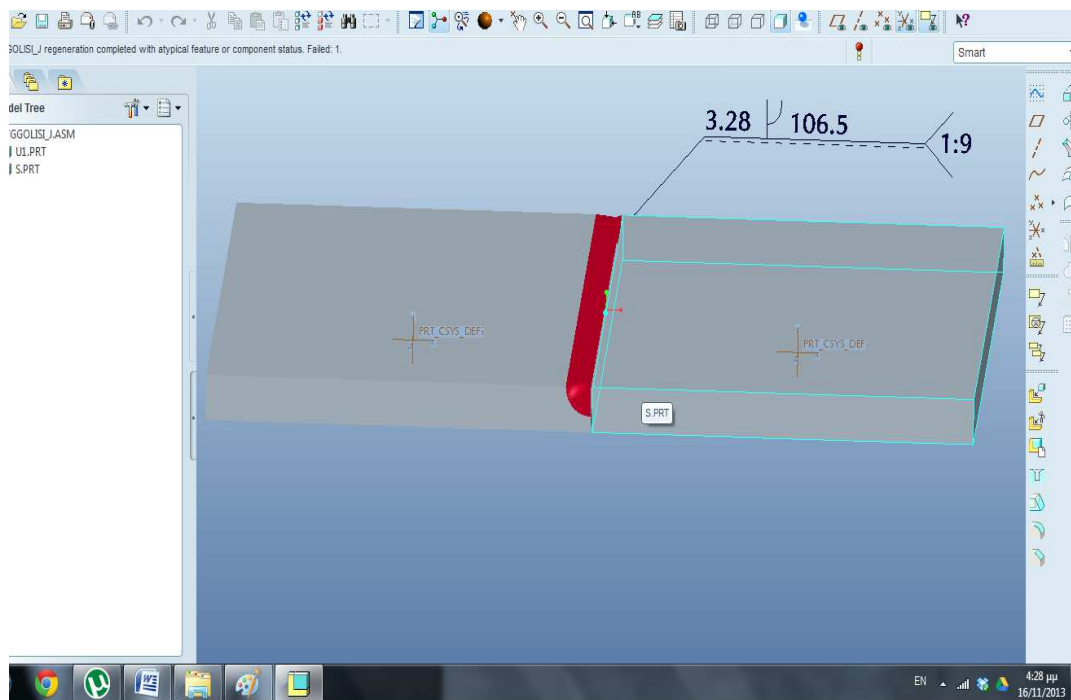 GOLISI_J regeneration completed with atypical feature or component status. Failed: 1.
Smart
del Tree
GGOLISI_J.ASM
U1.PRT
S.PRT
3.28 106.5
1:9
PRT_CSYS_DEF
PRT_CSYS_DEF
S.PRT
EN
4:28 μμ
16/11/2013